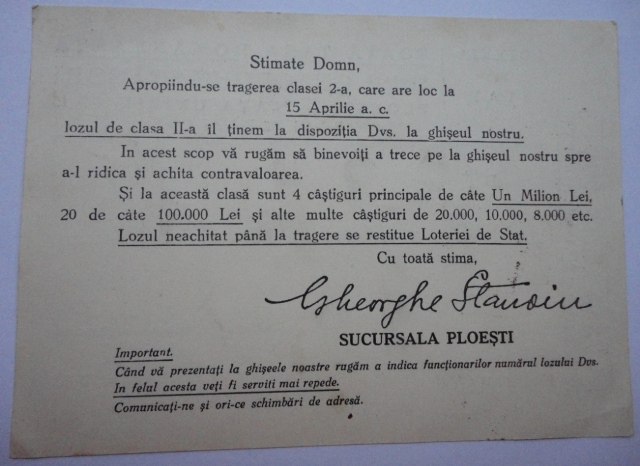 Stimate Domn,
Apropiindu-se tragerea clasei 2-a, care are loc la
15 Aprilie a. c.
lozul de clasa II-a il ținem la dispoziția Dvs. la ghișeul nostru.
In acest scop vă rugăm să binevoiți a trece pe la ghișeul nostru spre
a-l ridica și achita contravaloarea.
Și la această clasă sunt 4 câștiguri principale de câte Un Milion Lei,
20 de câte 100.000 Lei și alte multe câștiguri de 20.000, 10.000, 8.000 etc.
Lozul neachitat până la tragere se restitue Loteriei de Stat.
Cu toată stima,
Gheorghe Stanciu
SUCURSALA PLOEȘTI
Important.
Când vă prezentați la ghișeele noastre rugăm a indica funcționarilor numărul lozului Dvs.
In felul acesta veți fi serviti mai repede.
Comunicați-ne și ori-ce schimbări de adresă.